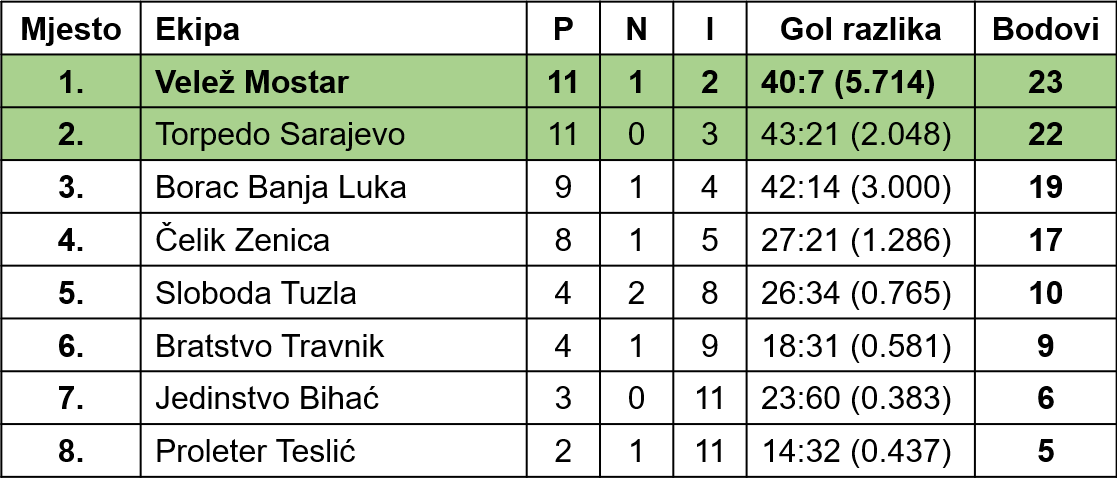 Mjesto Ekipa P N I Gol razlika Bodovi
1. Velež Mostar 11 1 2 40:7 (5.714) 23
2. Torpedo Sarajevo 11 0 3 43:21 (2.048) 22
3. Borac Banja Luka 9 1 4 42:14 (3.000) 19
4. Čelik Zenica 8 1 5 27:21 (1.286) 17
5. Sloboda Tuzla 4 2 8 26:34 (0.765) 10
6. Bratstvo Travnik 4 1 9 18:31 (0.581) 9
7. Jedinstvo Bihać 3 0 11 23:60 (0.383) 6
8. Proleter Teslić 2 1 11 14:32 (0.437) 5